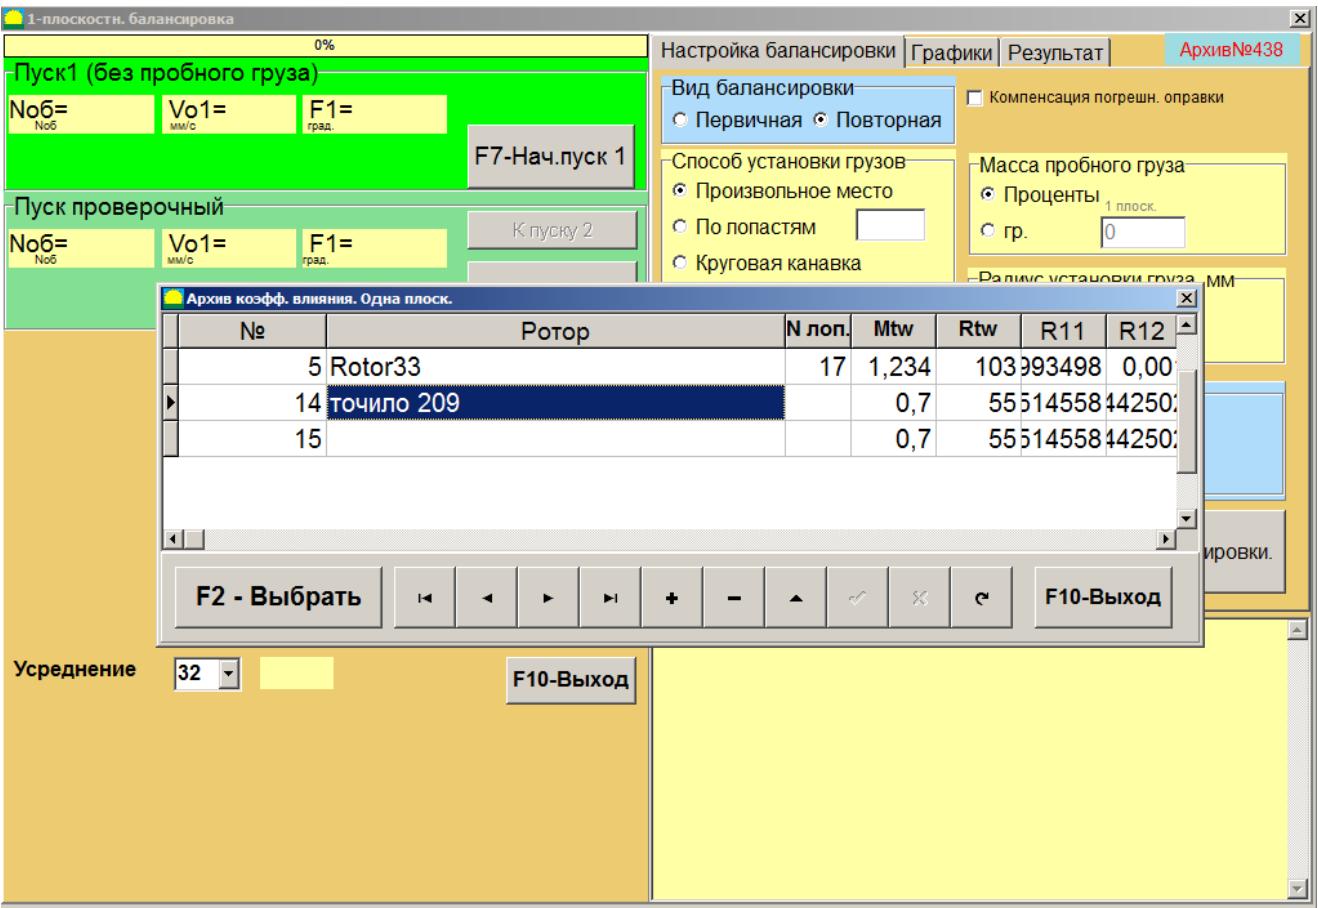 1-плоскостн. балансировка
0%
Пуск1 (без пробного груза)
Nоб=
Nоб
Vo1=
мм/с
F1=
град.
F7-Нач.пуск 1
Пуск проверочный
Nоб=
Nоб
Vo1=
мм/с
F1=
град.
К пуску 2
Настройка балансировки Графики Результат
Архив№438
Вид балансировки
Первичная Повторная
Компенсация погрешн. оправки
Способ установки грузов
Произвольное место
По лопастям
Круговая канавка
Масса пробного груза
Проценты
1 плоск.
гр. 0
Радиус установки груза, мм
Архив коэфф. влияния. Одна плоск.
№ Ротор N лоп. Mtw Rtw R11 R12
5 Rotor33 17 1,234 103 993498 0,00
14 точило 209 0,7 55 514558 442502
15 0,7 55 514558 442502
F2 - Выбрать
F10-Выход
ировки.
Усреднение 32
F10-Выход